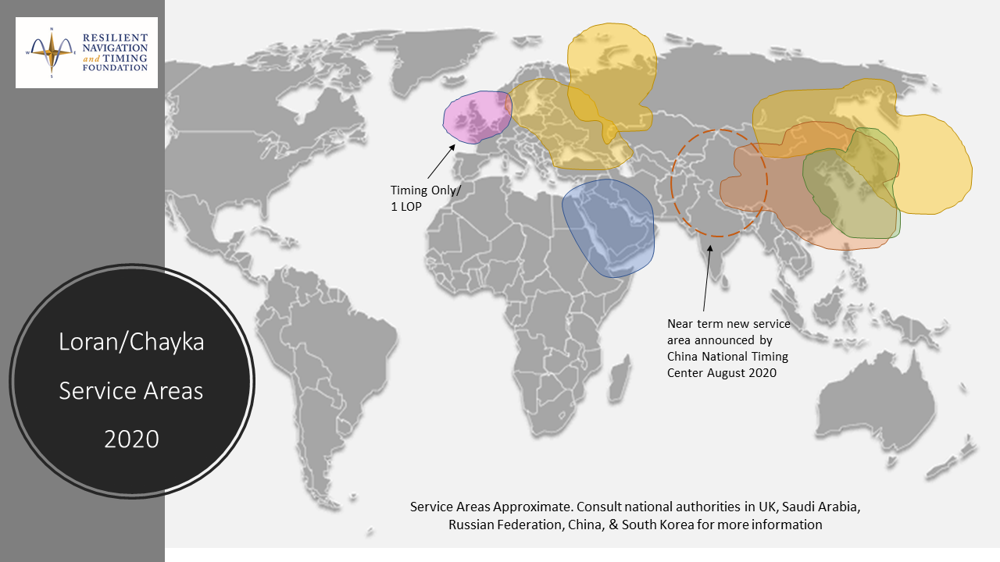 N
W
E
S
RESILIENT
NAVIGATION
and TIMING
FOUNDATION
Timing Only/
1 LOP
Near term new service
area announced by
China National Timing
Center August 2020
Loran/Chayka
Service Areas
2020
Service Areas Approximate. Consult national authorities in UK, Saudi Arabia,
Russian Federation, China, & South Korea for more information